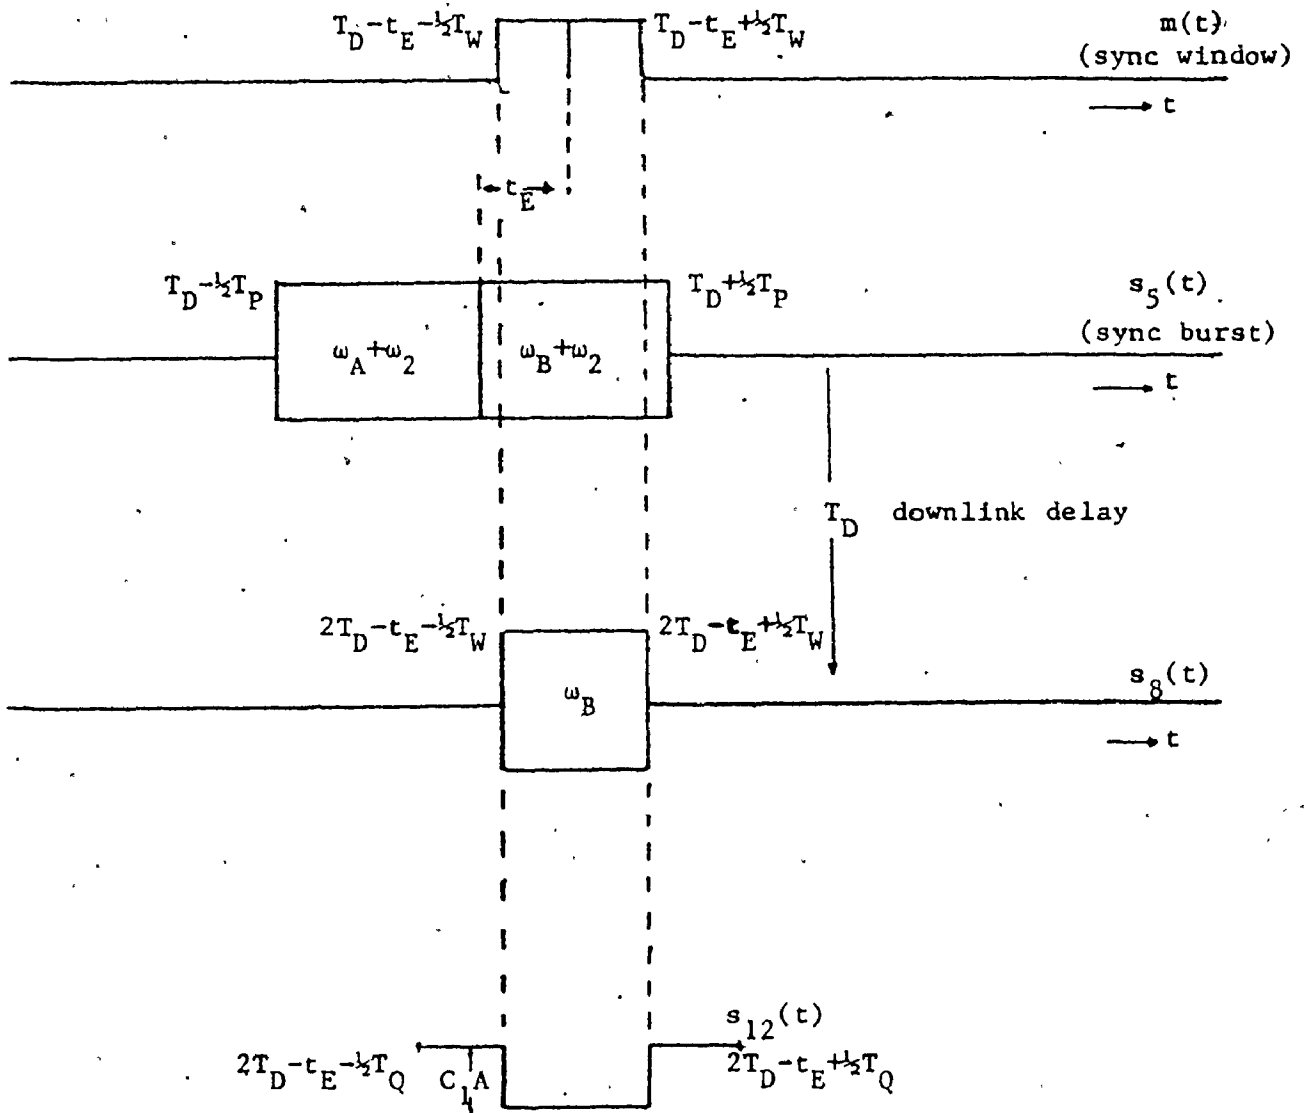 T_D-t_E-½T_W T_D-t_E+½T_W m(t)
(sync window)
t
t_E
T_D-½T_P T_D+½T_P s_5(t)
(sync burst)
ω_A+ω_2 ω_B+ω_2
t
T_D downlink delay
2T_D-t_E-½T_W 2T_D-t_E+½T_W
s_8(t)
ω_B
t
s_12(t)
2T_D-t_E-½T_Q C_1A 2T_D-t_E+½T_Q